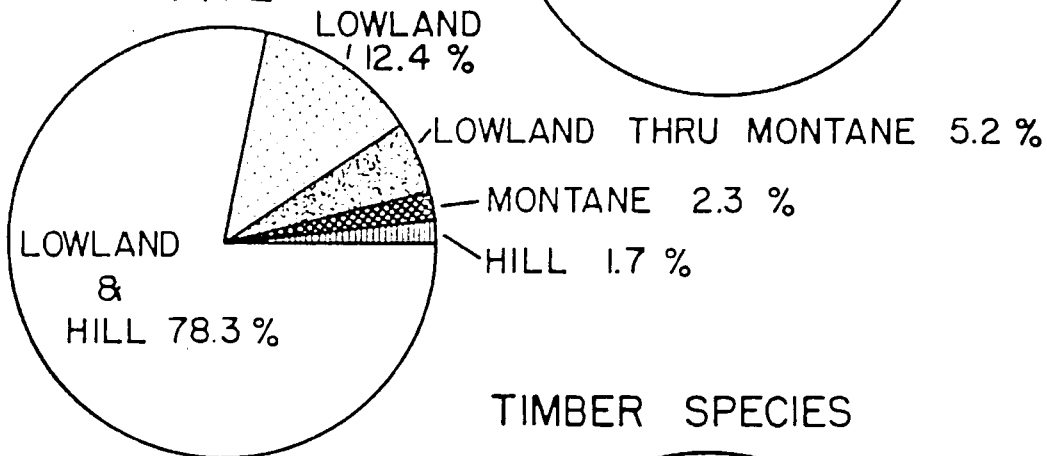 LOWLAND
12.4 %
LOWLAND THRU MONTANE 5.2 %
MONTANE 2.3 %
HILL 1.7 %
LOWLAND
&
HILL 78.3 %
TIMBER SPECIES